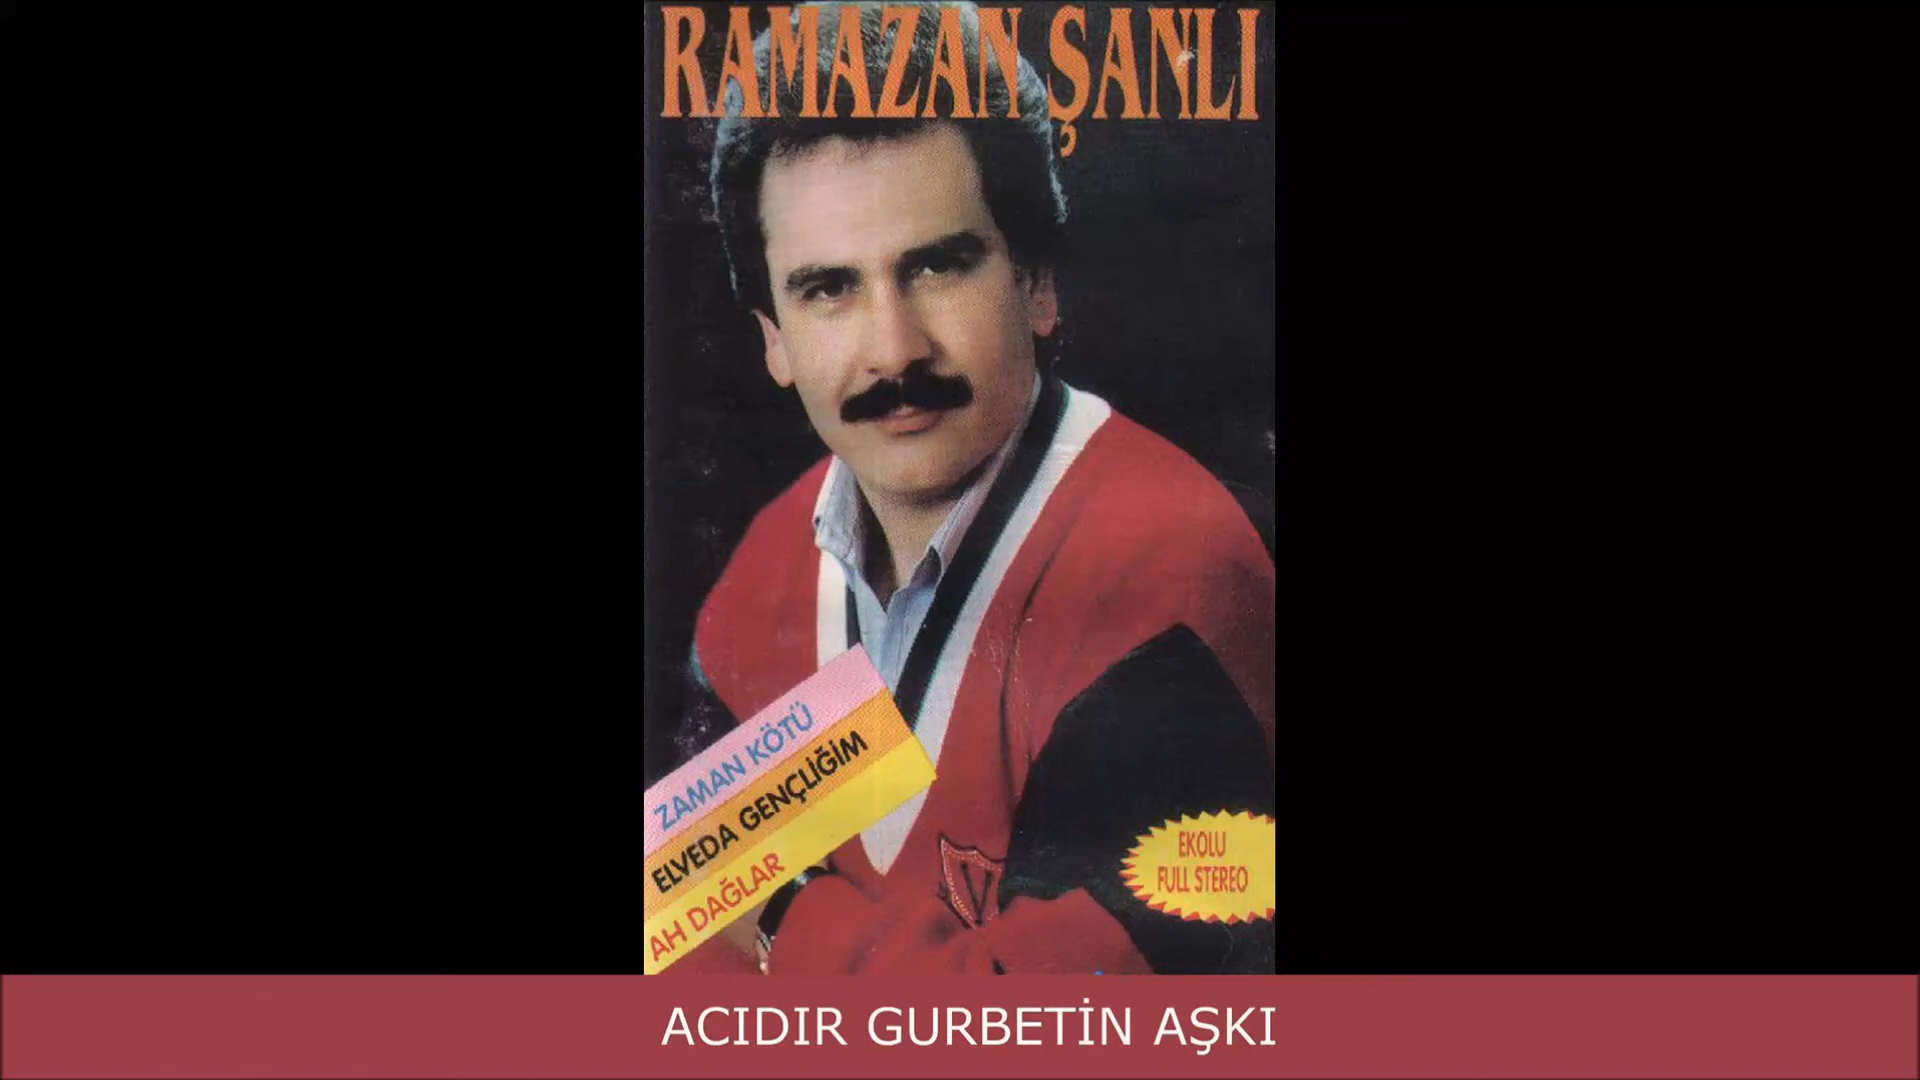 RAMAZAN ŞANLI
ZAMAN KÖTÜ
ELVEDA GENÇLİĞİM
AH DAĞLAR
EKOLU
FULL STEREO
ACIDIR GURBETİN AŞKI